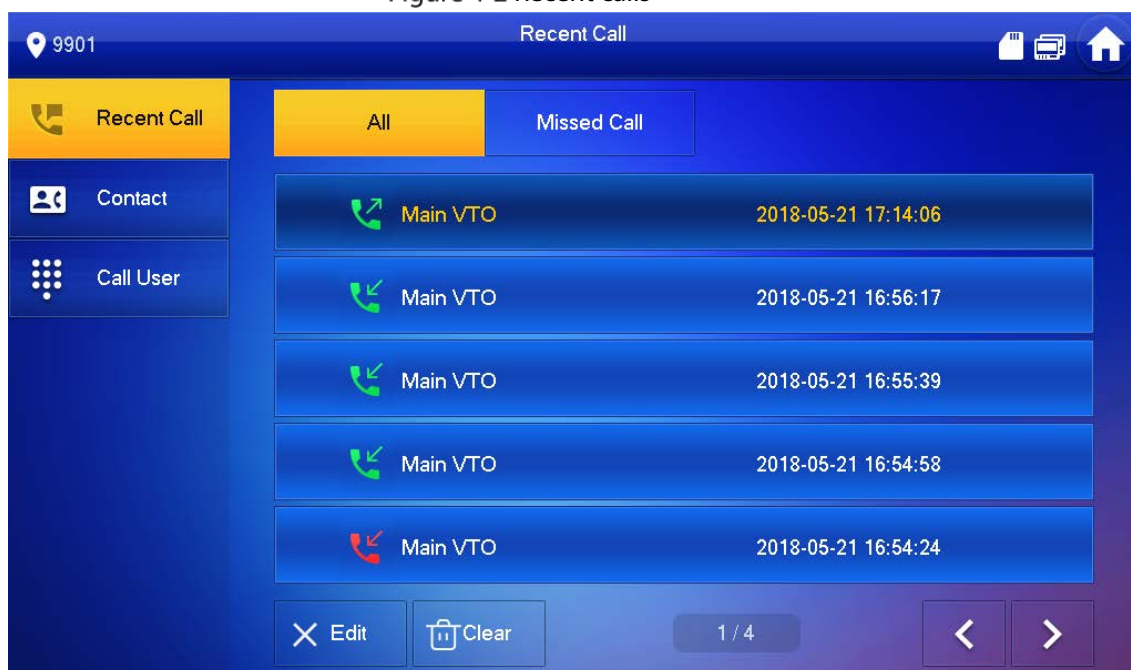 Recent calls
9901
Recent Call
Recent Call
Contact
Call User
All
Missed Call
Main VTO 2018-05-21 17:14:06
Main VTO 2018-05-21 16:56:17
Main VTO 2018-05-21 16:55:39
Main VTO 2018-05-21 16:54:58
Main VTO 2018-05-21 16:54:24
Edit
Clear
1 / 4